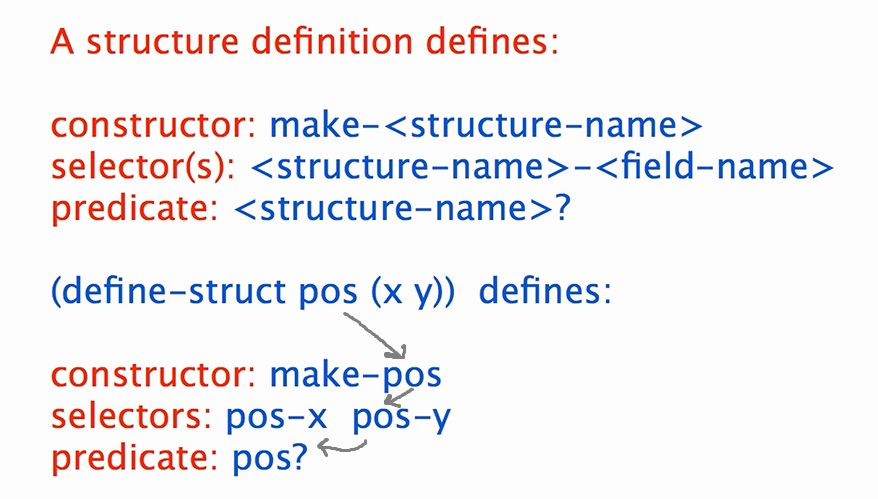 A structure definition defines:
constructor: make-<structure-name>
selector(s): <structure-name>-<field-name>
predicate: <structure-name>?
(define-struct pos (x y))  defines:
constructor: make-pos
selectors: pos-x  pos-y
predicate: pos?